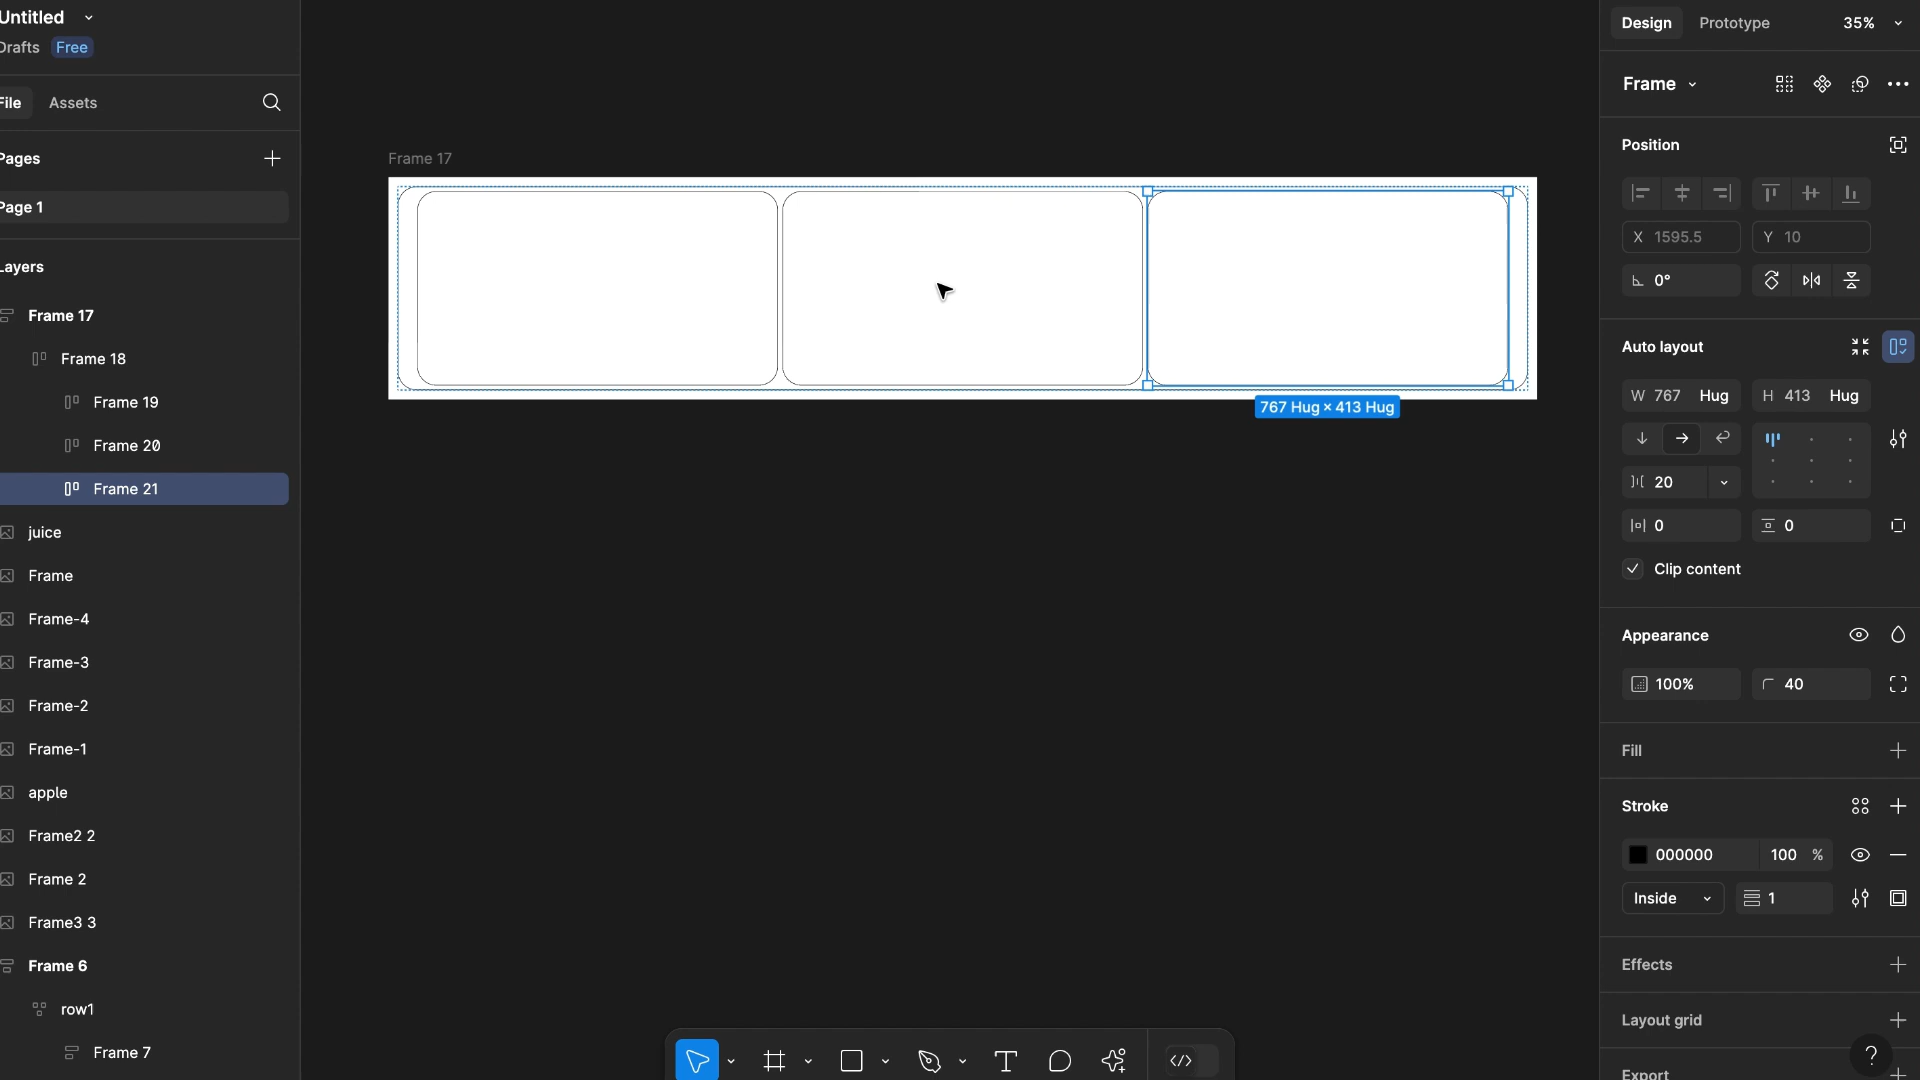 Untitled
Drafts Free
File Assets
Pages
Page 1
Layers
Frame 17
Frame 18
Frame 19
Frame 20
Frame 21
juice
Frame
Frame-4
Frame-3
Frame-2
Frame-1
apple
Frame2 2
Frame 2
Frame3 3
Frame 6
row1
Frame 7
Frame 17
767 Hug × 413 Hug
Design Prototype 35%
Frame
Position
X 1595.5 Y 10
0°
Auto layout
W 767 Hug H 413 Hug
20
0 0
Clip content
Appearance
100% 40
Fill
Stroke
000000 100 %
Inside 1
Effects
Layout grid
Export
?